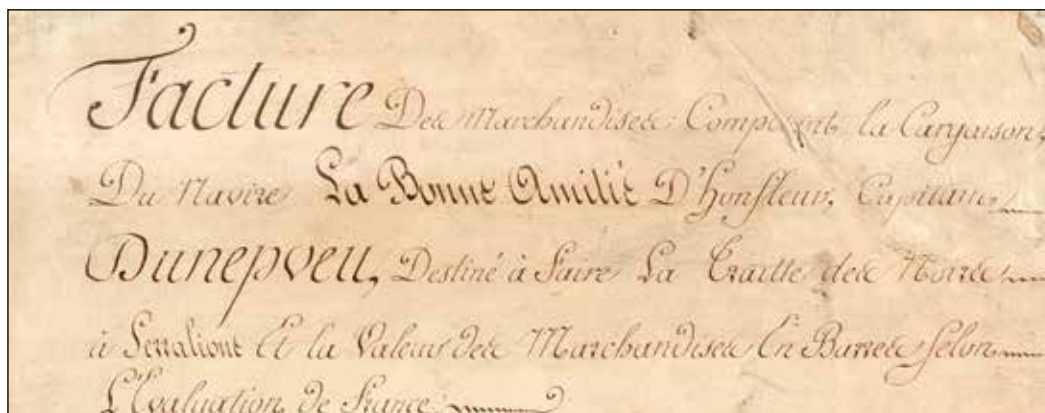 Facture Des Marchandises Composant la Cargaison,
Du Navire La Bonne Amitié D'honfleur, Capitaine
Dunepveu, Destiné à faire La Traitte des Noirs
à Serralione Et la Valeur des Marchandises En Barres selon
L'Evaluation de france